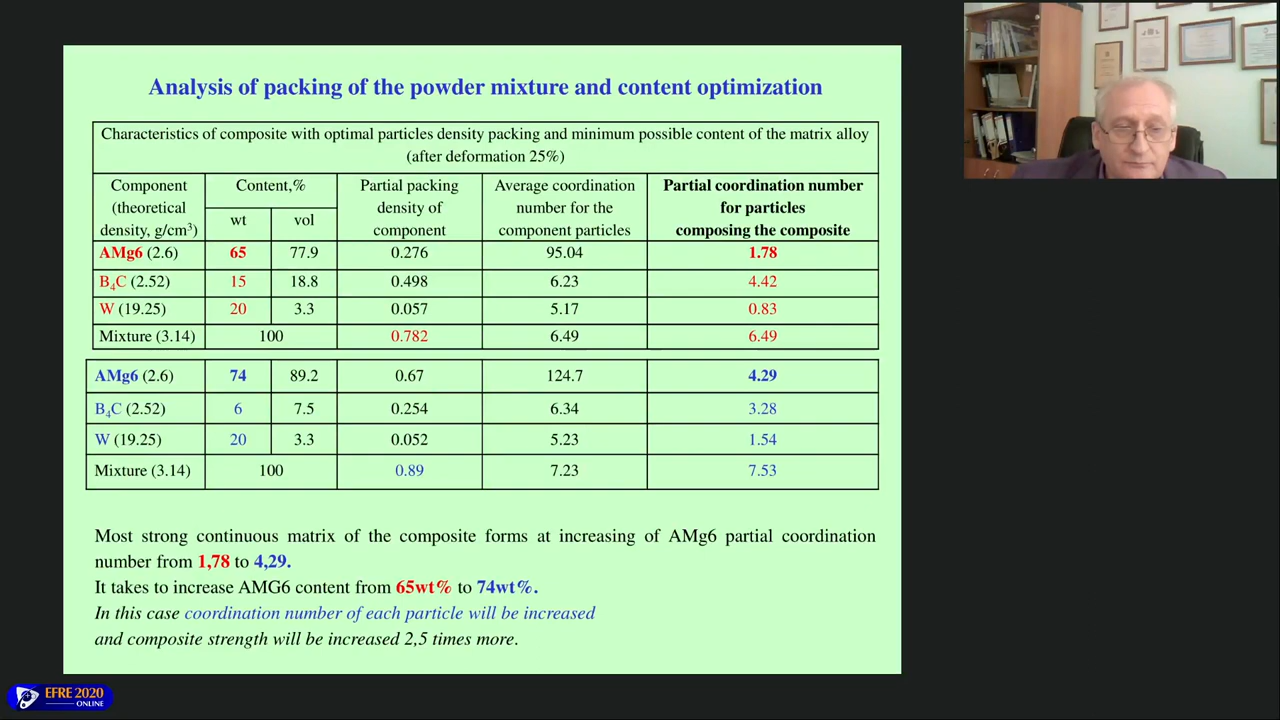 Analysis of packing of the powder mixture and content optimization
Characteristics of composite with optimal particles density packing and minimum possible content of the matrix alloy
(after deformation 25%)
Component (theoretical density, g/cm³) Content,% Partial packing density of component Average coordination number for the component particles Partial coordination number for particles composing the composite
wt vol
AMg6 (2.6) 65 77.9 0.276 95.04 1.78
B₄C (2.52) 15 18.8 0.498 6.23 4.42
W (19.25) 20 3.3 0.057 5.17 0.83
Mixture (3.14) 100 0.782 6.49 6.49
AMg6 (2.6) 74 89.2 0.67 124.7 4.29
B₄C (2.52) 6 7.5 0.254 6.34 3.28
W (19.25) 20 3.3 0.052 5.23 1.54
Mixture (3.14) 100 0.89 7.23 7.53
Most strong continuous matrix of the composite forms at increasing of AMg6 partial coordination
number from 1,78 to 4,29.
It takes to increase AMG6 content from 65wt% to 74wt%.
In this case coordination number of each particle will be increased
and composite strength will be increased 2,5 times more.
EFRE 2020
ONLINE